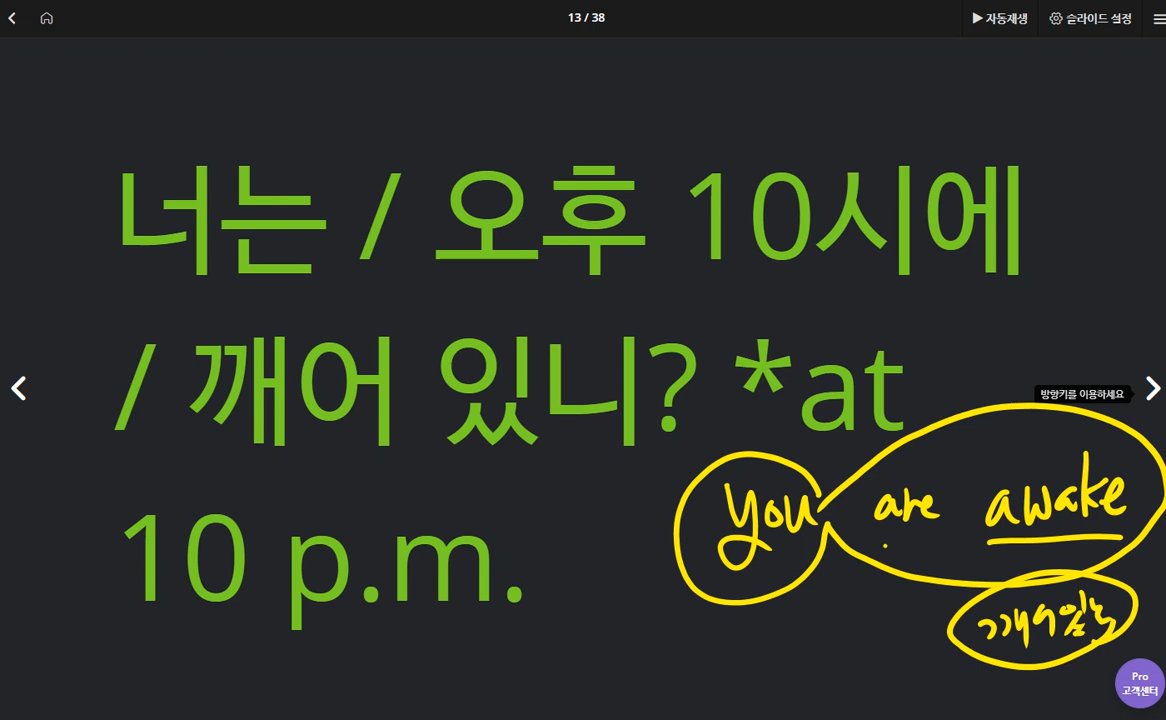 13 / 38
▶ 자동재생
슬라이드 설정
너는 / 오후 10시에
/ 깨어 있니? *at
방향키를 이용하세요
10 p.m.
you are awake
깨어있는
Pro
고객센터